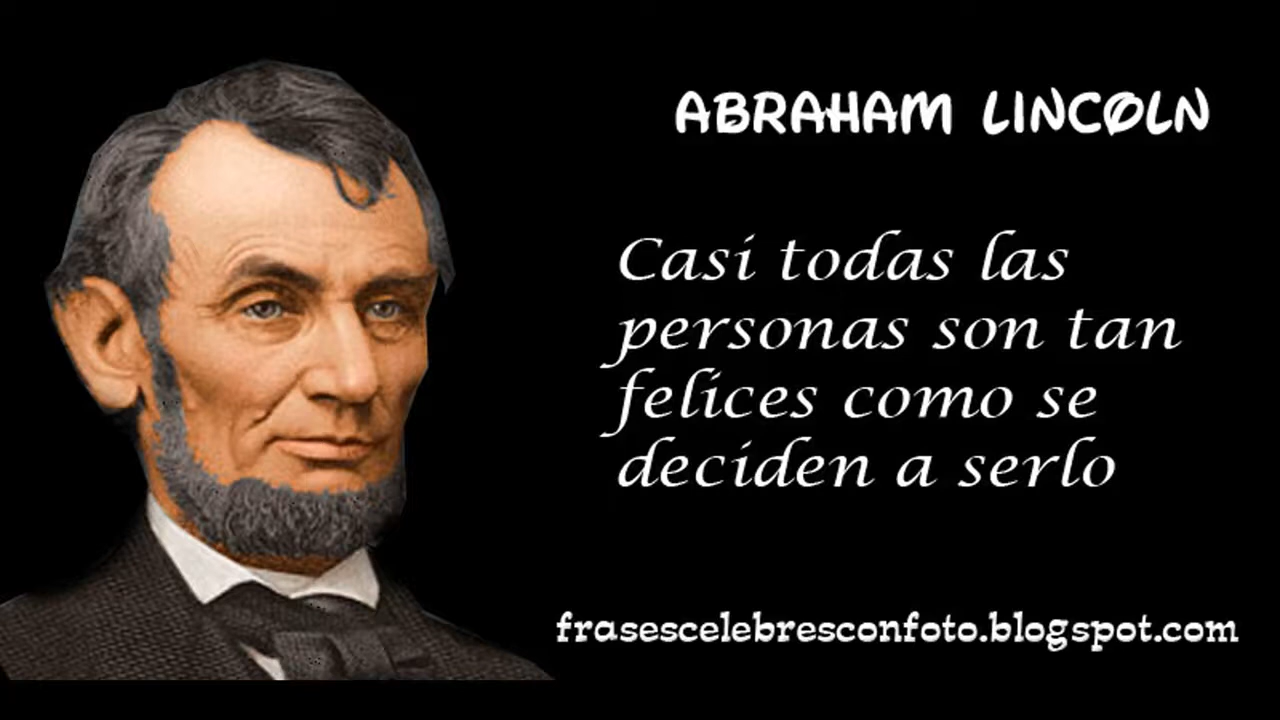 ABRAHAM LINCOLN
Casi todas las
personas son tan
felices como se
deciden a serlo
frasescelebresconfoto.blogspot.com